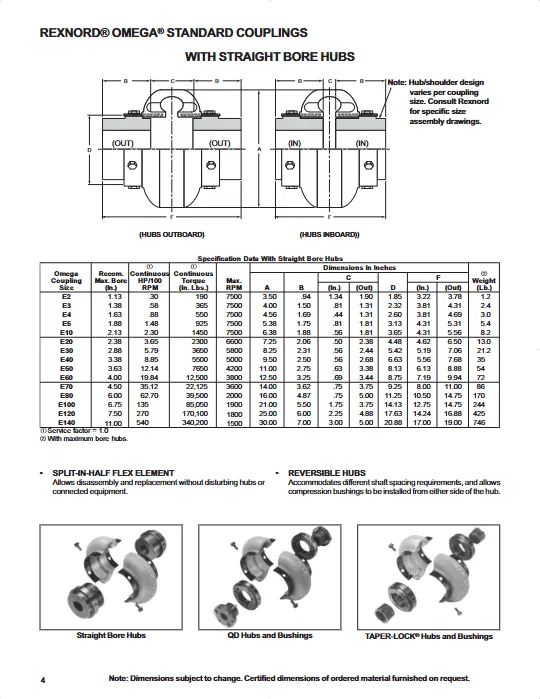 REXNORD® OMEGA® STANDARD COUPLINGS
WITH STRAIGHT BORE HUBS
B C B B C B
Note: Hub/shoulder design
varies per coupling
size. Consult Rexnord
for specific size
assembly drawings.
(OUT) (OUT) (IN) (IN)
D A
F F
(HUBS OUTBOARD) (HUBS INBOARD))
Specification Data With Straight Bore Hubs
Omega Coupling Size | Recom. Max. Bore (In.) | ① Continuous HP/100 RPM | ① Continuous Torque (In. Lbs.) | Max. RPM | Dimensions In Inches | ② Weight (Lb.)
A | B | C (In.) | C (Out) | D | F (In.) | F (Out)
E2 1.13 .30 190 7500 3.50 .94 1.34 1.90 1.85 3.22 3.78 1.2
E3 1.38 .58 365 7500 4.00 1.50 .81 1.31 2.32 3.81 4.31 2.4
E4 1.63 .88 550 7500 4.56 1.69 .44 1.31 2.60 3.81 4.69 3.0
E5 1.88 1.48 925 7500 5.38 1.75 .81 1.81 3.13 4.31 5.31 5.4
E10 2.13 2.30 1450 7500 6.38 1.88 .56 1.81 3.65 4.31 5.56 8.2
E20 2.38 3.65 2300 6600 7.25 2.06 .50 2.38 4.48 4.62 6.50 13.0
E30 2.88 5.79 3650 5800 8.25 2.31 .56 2.44 5.42 5.19 7.06 21.2
E40 3.38 8.85 5500 5000 9.50 2.50 .56 2.68 6.63 5.56 7.68 35
E50 3.63 12.14 7650 4200 11.00 2.75 .63 3.38 8.13 6.13 8.88 54
E60 4.00 19.84 12,500 3800 12.50 3.25 .69 3.44 8.75 7.19 9.94 72
E70 4.50 35.12 22,125 3600 14.00 3.62 .75 3.75 9.25 8.00 11.00 86
E80 6.00 62.70 39,500 2000 16.00 4.87 .75 5.00 11.25 10.50 14.75 170
E100 6.75 135 85,050 1900 21.00 5.50 1.75 3.75 14.13 12.75 14.75 244
E120 7.50 270 170,100 1800 25.00 6.00 2.25 4.88 17.63 14.24 16.88 425
E140 11.00 540 340,200 1500 30.00 7.00 3.00 5.00 20.88 17.00 19.00 746
① Service factor = 1.0
② With maximum bore hubs.
• SPLIT-IN-HALF FLEX ELEMENT
Allows disassembly and replacement without disturbing hubs or
connected equipment.
• REVERSIBLE HUBS
Accommodates different shaft spacing requirements, and allows
compression bushings to be installed from either side of the hub.
Straight Bore Hubs
QD Hubs and Bushings
TAPER-LOCK® Hubs and Bushings
4
Note: Dimensions subject to change. Certified dimensions of ordered material furnished on request.